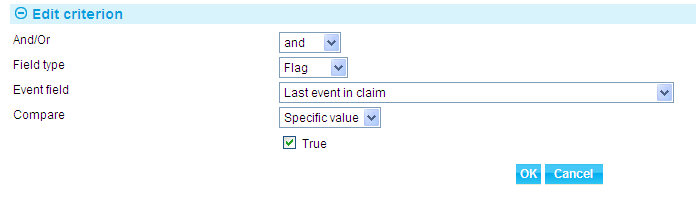 Edit criterion
And/Or and
Field type Flag
Event field Last event in claim
Compare Specific value
True
OK Cancel